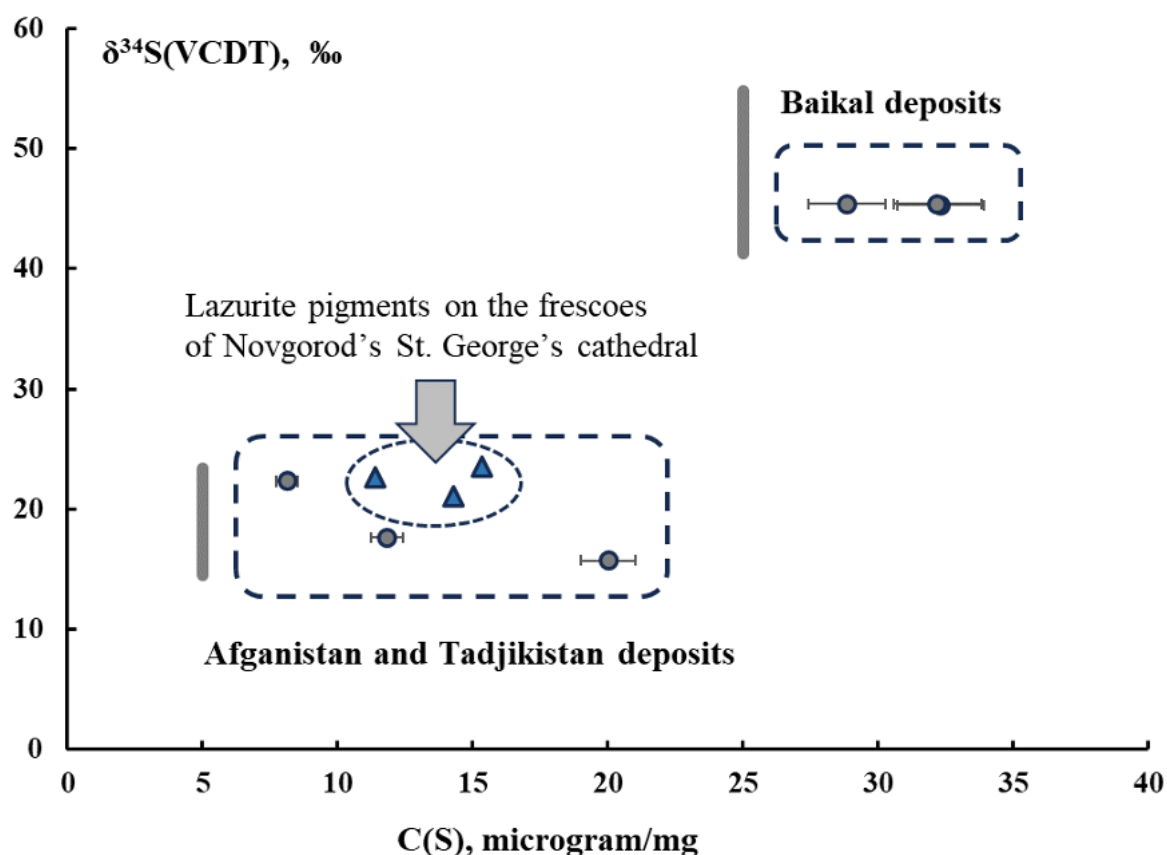 60
δ³⁴S(VCDT), ‰
Baikal deposits
50
40
Lazurite pigments on the frescoes
of Novgorod’s St. George’s cathedral
30
20
10
Afganistan and Tadjikistan deposits
0
0 5 10 15 20 25 30 35 40
C(S), microgram/mg